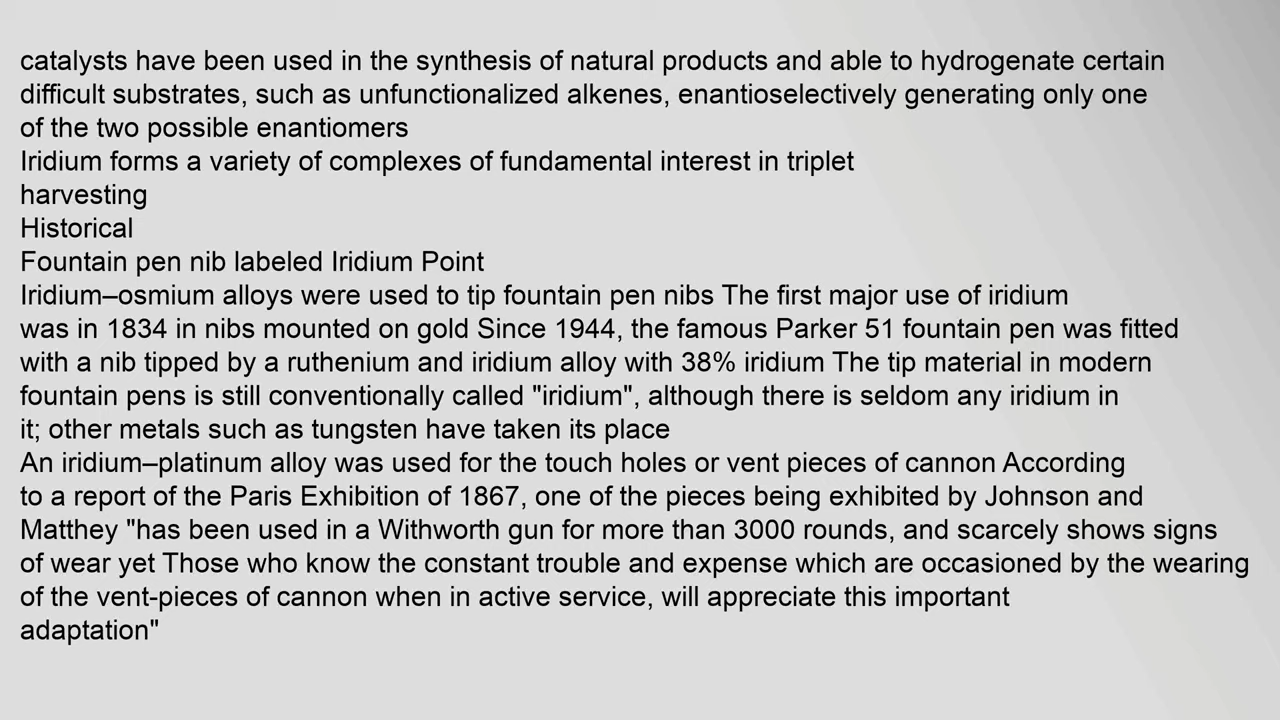 catalysts have been used in the synthesis of natural products and able to hydrogenate certain
difficult substrates, such as unfunctionalized alkenes, enantioselectively generating only one
of the two possible enantiomers
Iridium forms a variety of complexes of fundamental interest in triplet
harvesting
Historical
Fountain pen nib labeled Iridium Point
Iridium–osmium alloys were used to tip fountain pen nibs The first major use of iridium
was in 1834 in nibs mounted on gold Since 1944, the famous Parker 51 fountain pen was fitted
with a nib tipped by a ruthenium and iridium alloy with 38% iridium The tip material in modern
fountain pens is still conventionally called "iridium", although there is seldom any iridium in
it; other metals such as tungsten have taken its place
An iridium–platinum alloy was used for the touch holes or vent pieces of cannon According
to a report of the Paris Exhibition of 1867, one of the pieces being exhibited by Johnson and
Matthey "has been used in a Withworth gun for more than 3000 rounds, and scarcely shows signs
of wear yet Those who know the constant trouble and expense which are occasioned by the wearing
of the vent-pieces of cannon when in active service, will appreciate this important
adaptation"